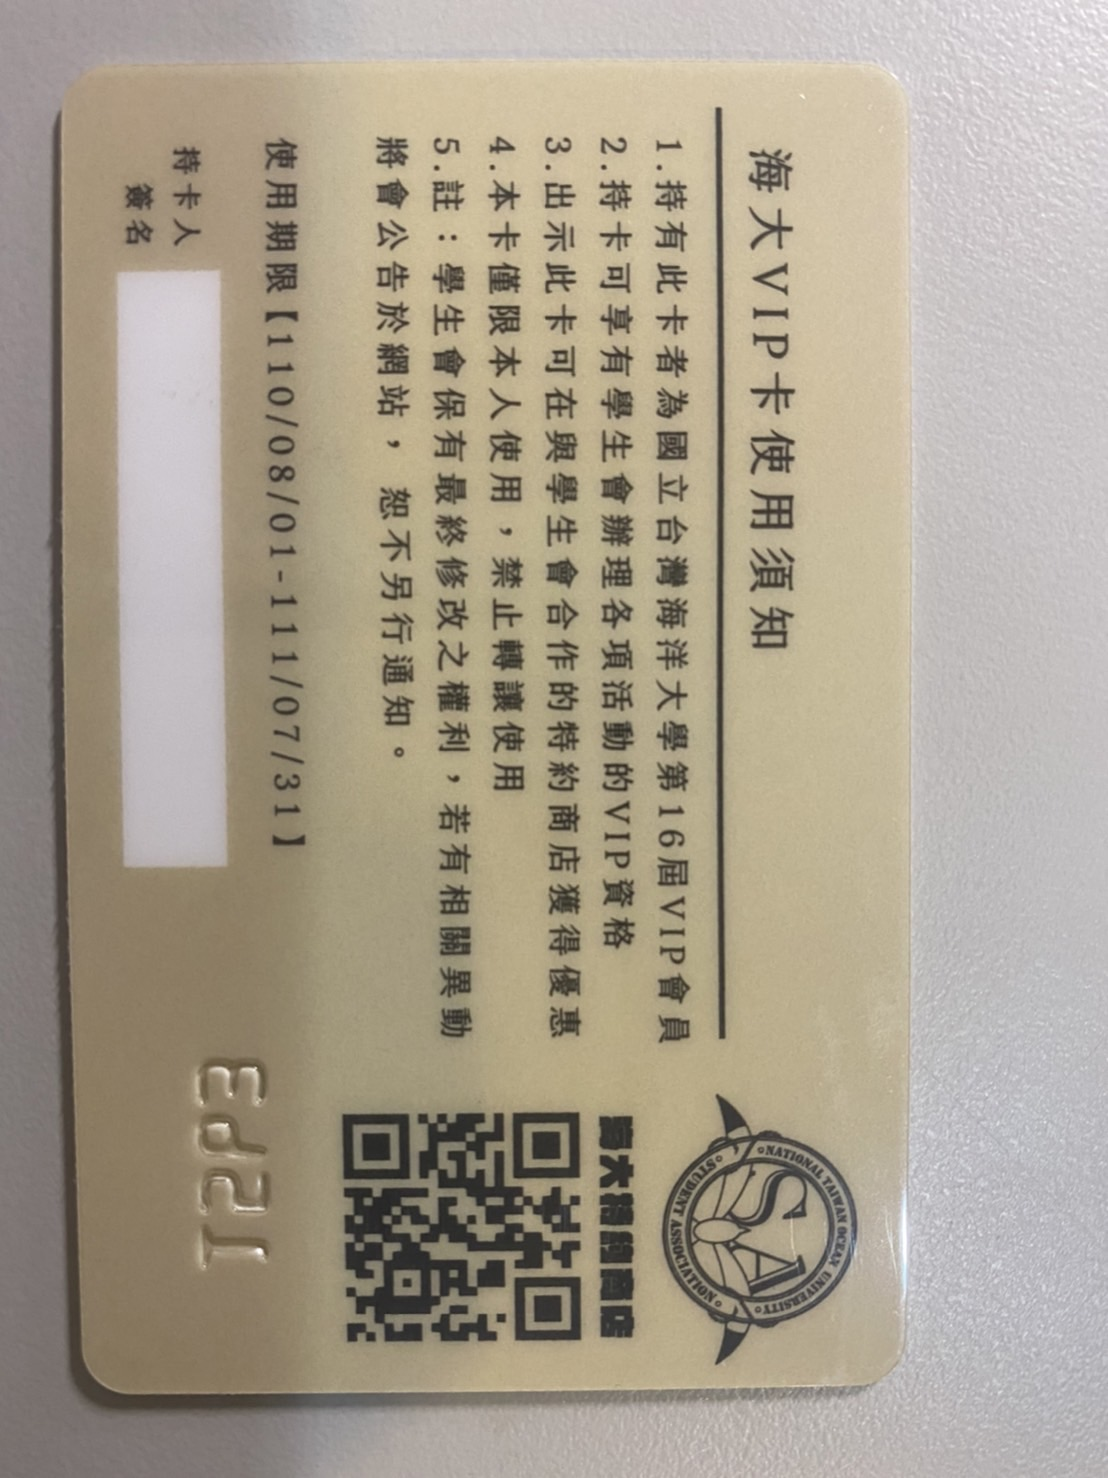 海大VIP卡使用須知
1.持有此卡者為國立台灣海洋大學第16屆VIP會員
2.持卡可享有學生會辦理各項活動的VIP資格
3.出示此卡可在與學生會合作的特約商店獲得優惠
4.本卡僅限本人使用，禁止轉讓使用
5.註：學生會保有最終修改之權利，若有相關異動
將會公告於網站，恕不另行通知。
使用期限【110/08/01-111/07/31】
持卡人
簽名
NATIONAL TAIWAN OCEAN UNIVERSITY
STUDENT ASSOCIATION
SA
海大特約商店